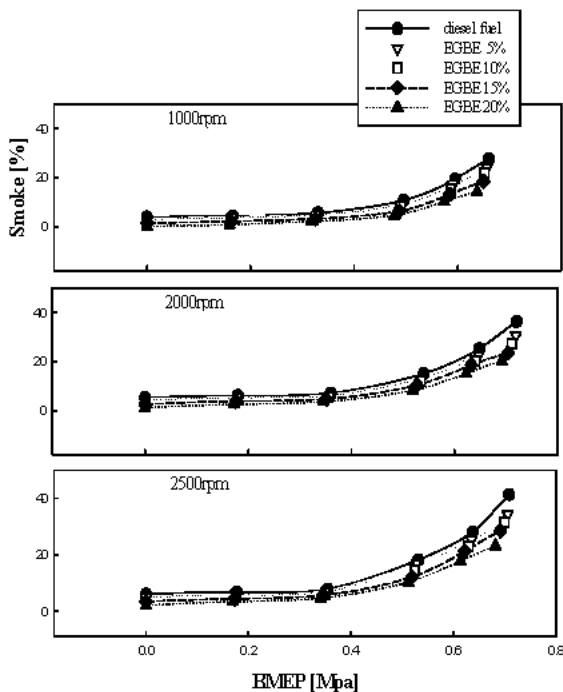 diesel fuel
EGBE 5%
EGBE10%
EGBE15%
EGBE20%
1000rpm
40
20
0
Smoke [%]
2000rpm
40
20
0
2500rpm
40
20
0
0.0 0.2 0.4 0.6 0.8
BMEP [Mpa]